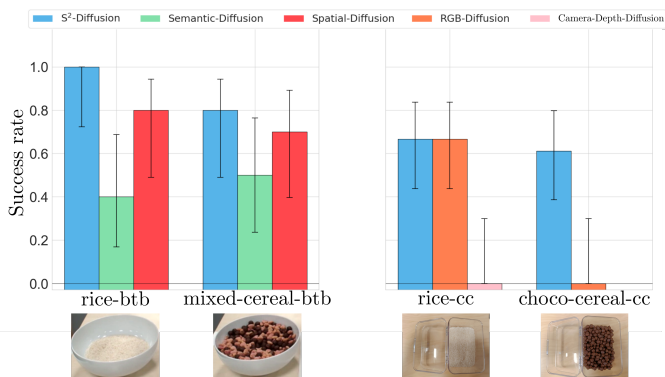 S²-Diffusion Semantic-Diffusion Spatial-Diffusion RGB-Diffusion Camera-Depth-Diffusion
Success rate
1.0
0.8
0.6
0.4
0.2
0.0
rice-btb mixed-cereal-btb rice-cc choco-cereal-cc